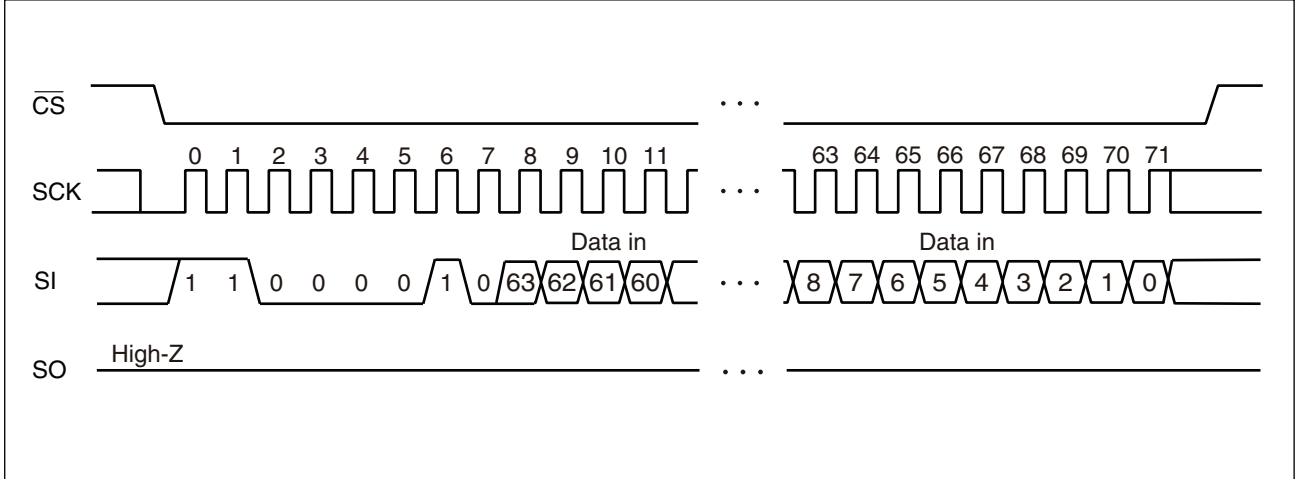 CS
. . .
0 1 2 3 4 5 6 7 8 9 10 11 63 64 65 66 67 68 69 70 71
SCK
. . .
Data in Data in
SI 1 1 0 0 0 0 1 0 63 62 61 60 . . . 8 7 6 5 4 3 2 1 0
High-Z
SO
. . .